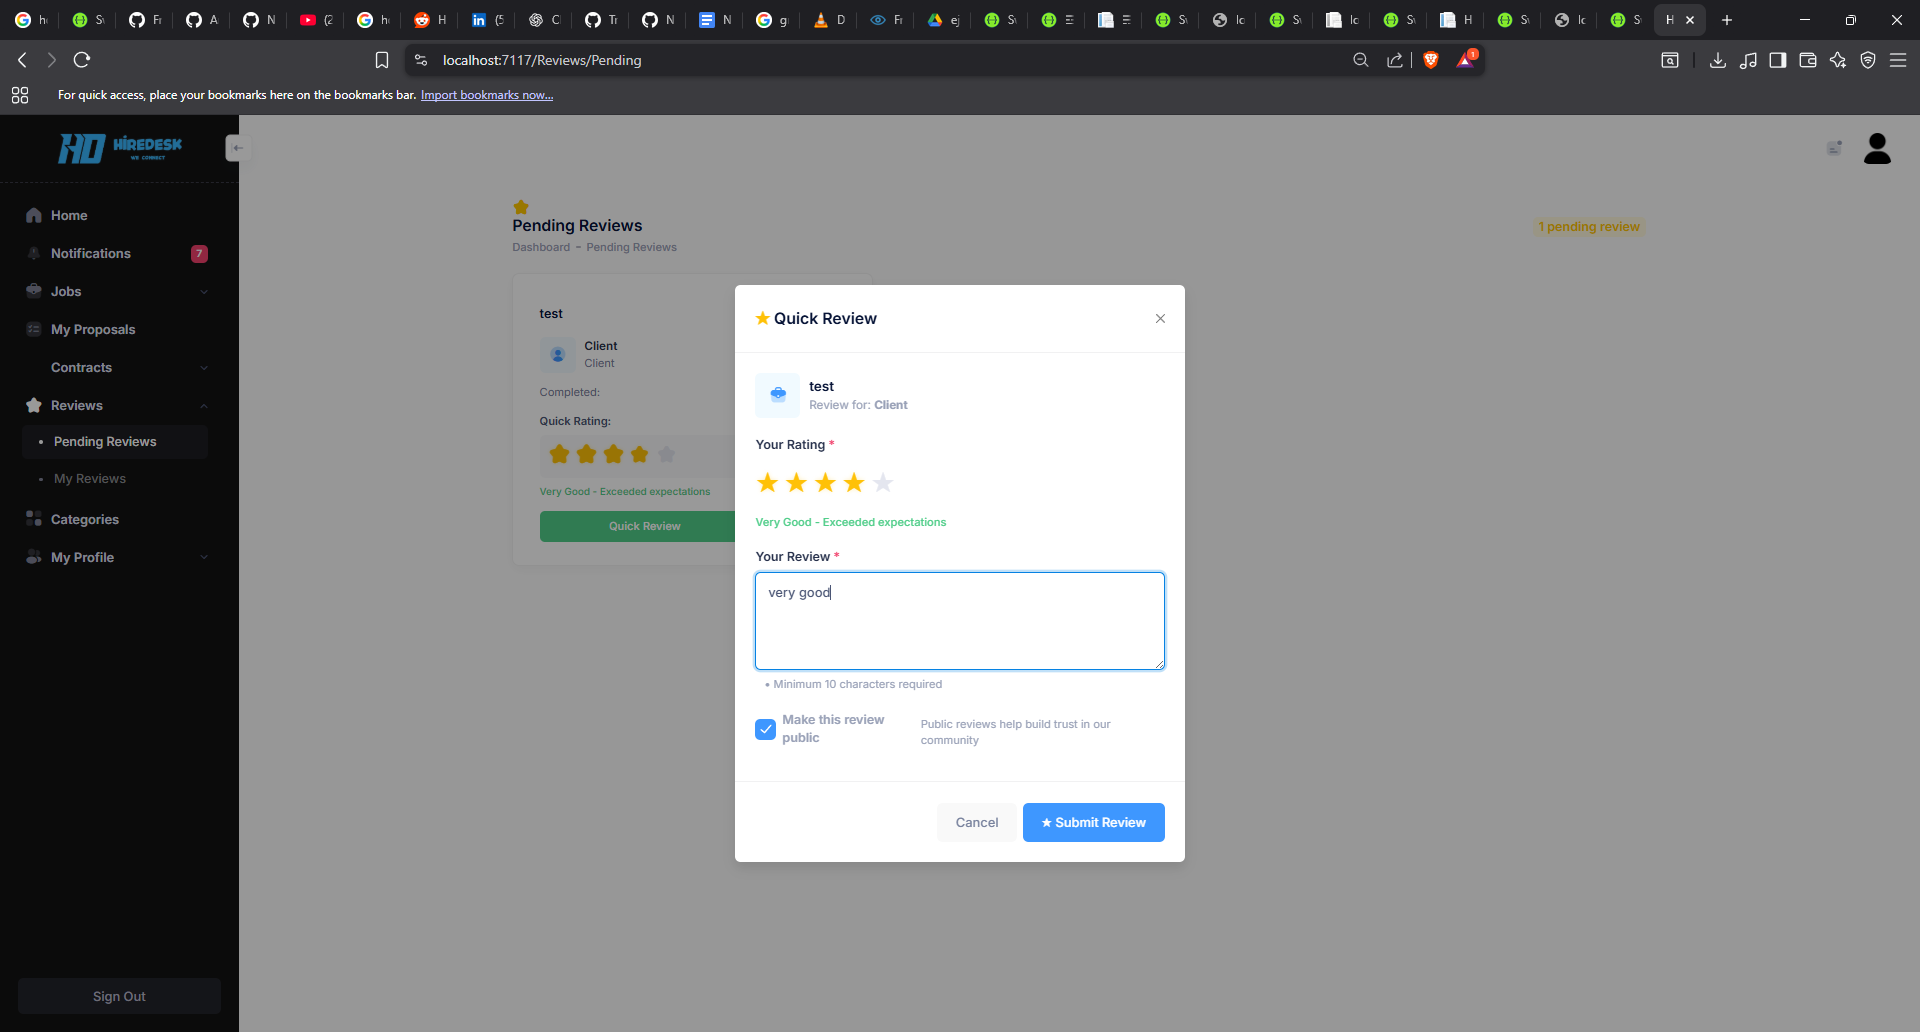 localhost:7117/Reviews/Pending
1
For quick access, place your bookmarks here on the bookmarks bar. Import bookmarks now...
HD HIREDESK
WE CONNECT
Home
Notifications 7
Jobs
My Proposals
Contracts
Reviews
• Pending Reviews
• My Reviews
Categories
My Profile
Sign Out
Pending Reviews
Dashboard - Pending Reviews
1 pending review
test
Client
Client
Completed:
Quick Rating:
Very Good - Exceeded expectations
Quick Review
Quick Review
test
Review for: Client
Your Rating *
Very Good - Exceeded expectations
Your Review *
very good
• Minimum 10 characters required
Make this review
public
Public reviews help build trust in our
community
Cancel
Submit Review